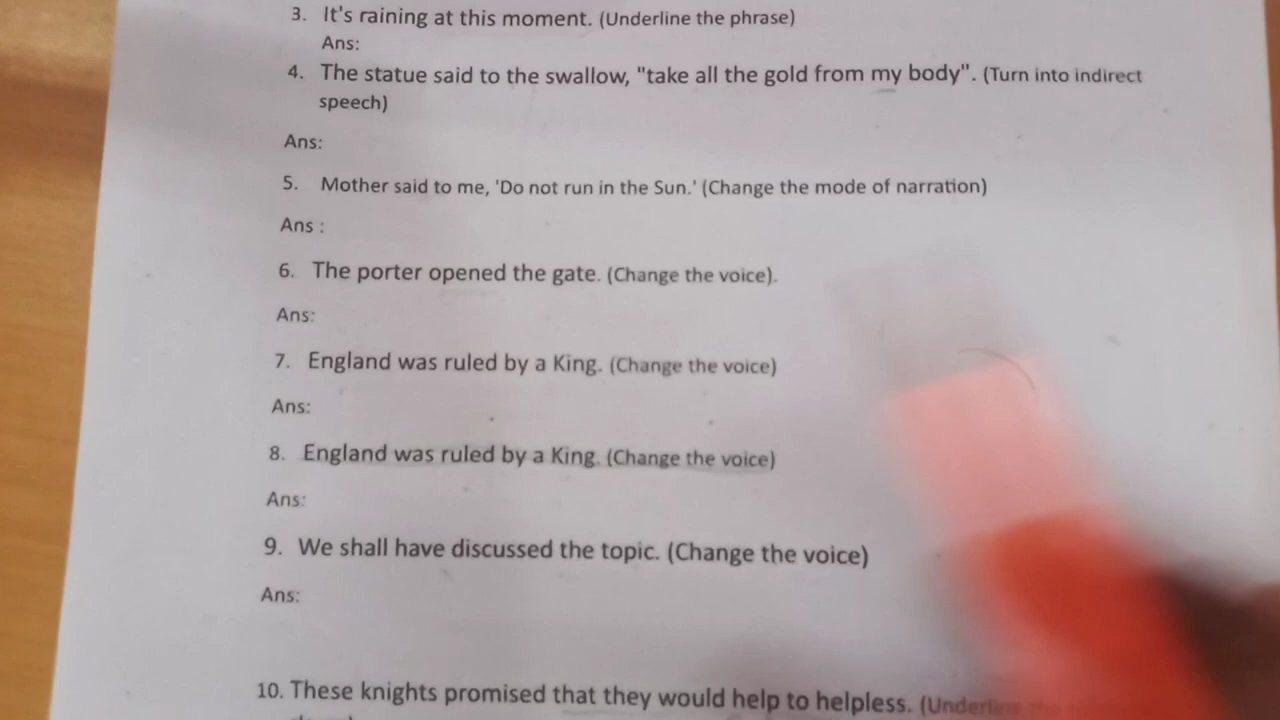 3. It's raining at this moment. (Underline the phrase)
Ans:
4. The statue said to the swallow, "take all the gold from my body". (Turn into indirect
speech)
Ans:
5. Mother said to me, 'Do not run in the Sun.' (Change the mode of narration)
Ans :
6. The porter opened the gate. (Change the voice).
Ans:
7. England was ruled by a King. (Change the voice)
Ans:
8. England was ruled by a King. (Change the voice)
Ans:
9. We shall have discussed the topic. (Change the voice)
Ans:
10. These knights promised that they would help to helpless. (Underline